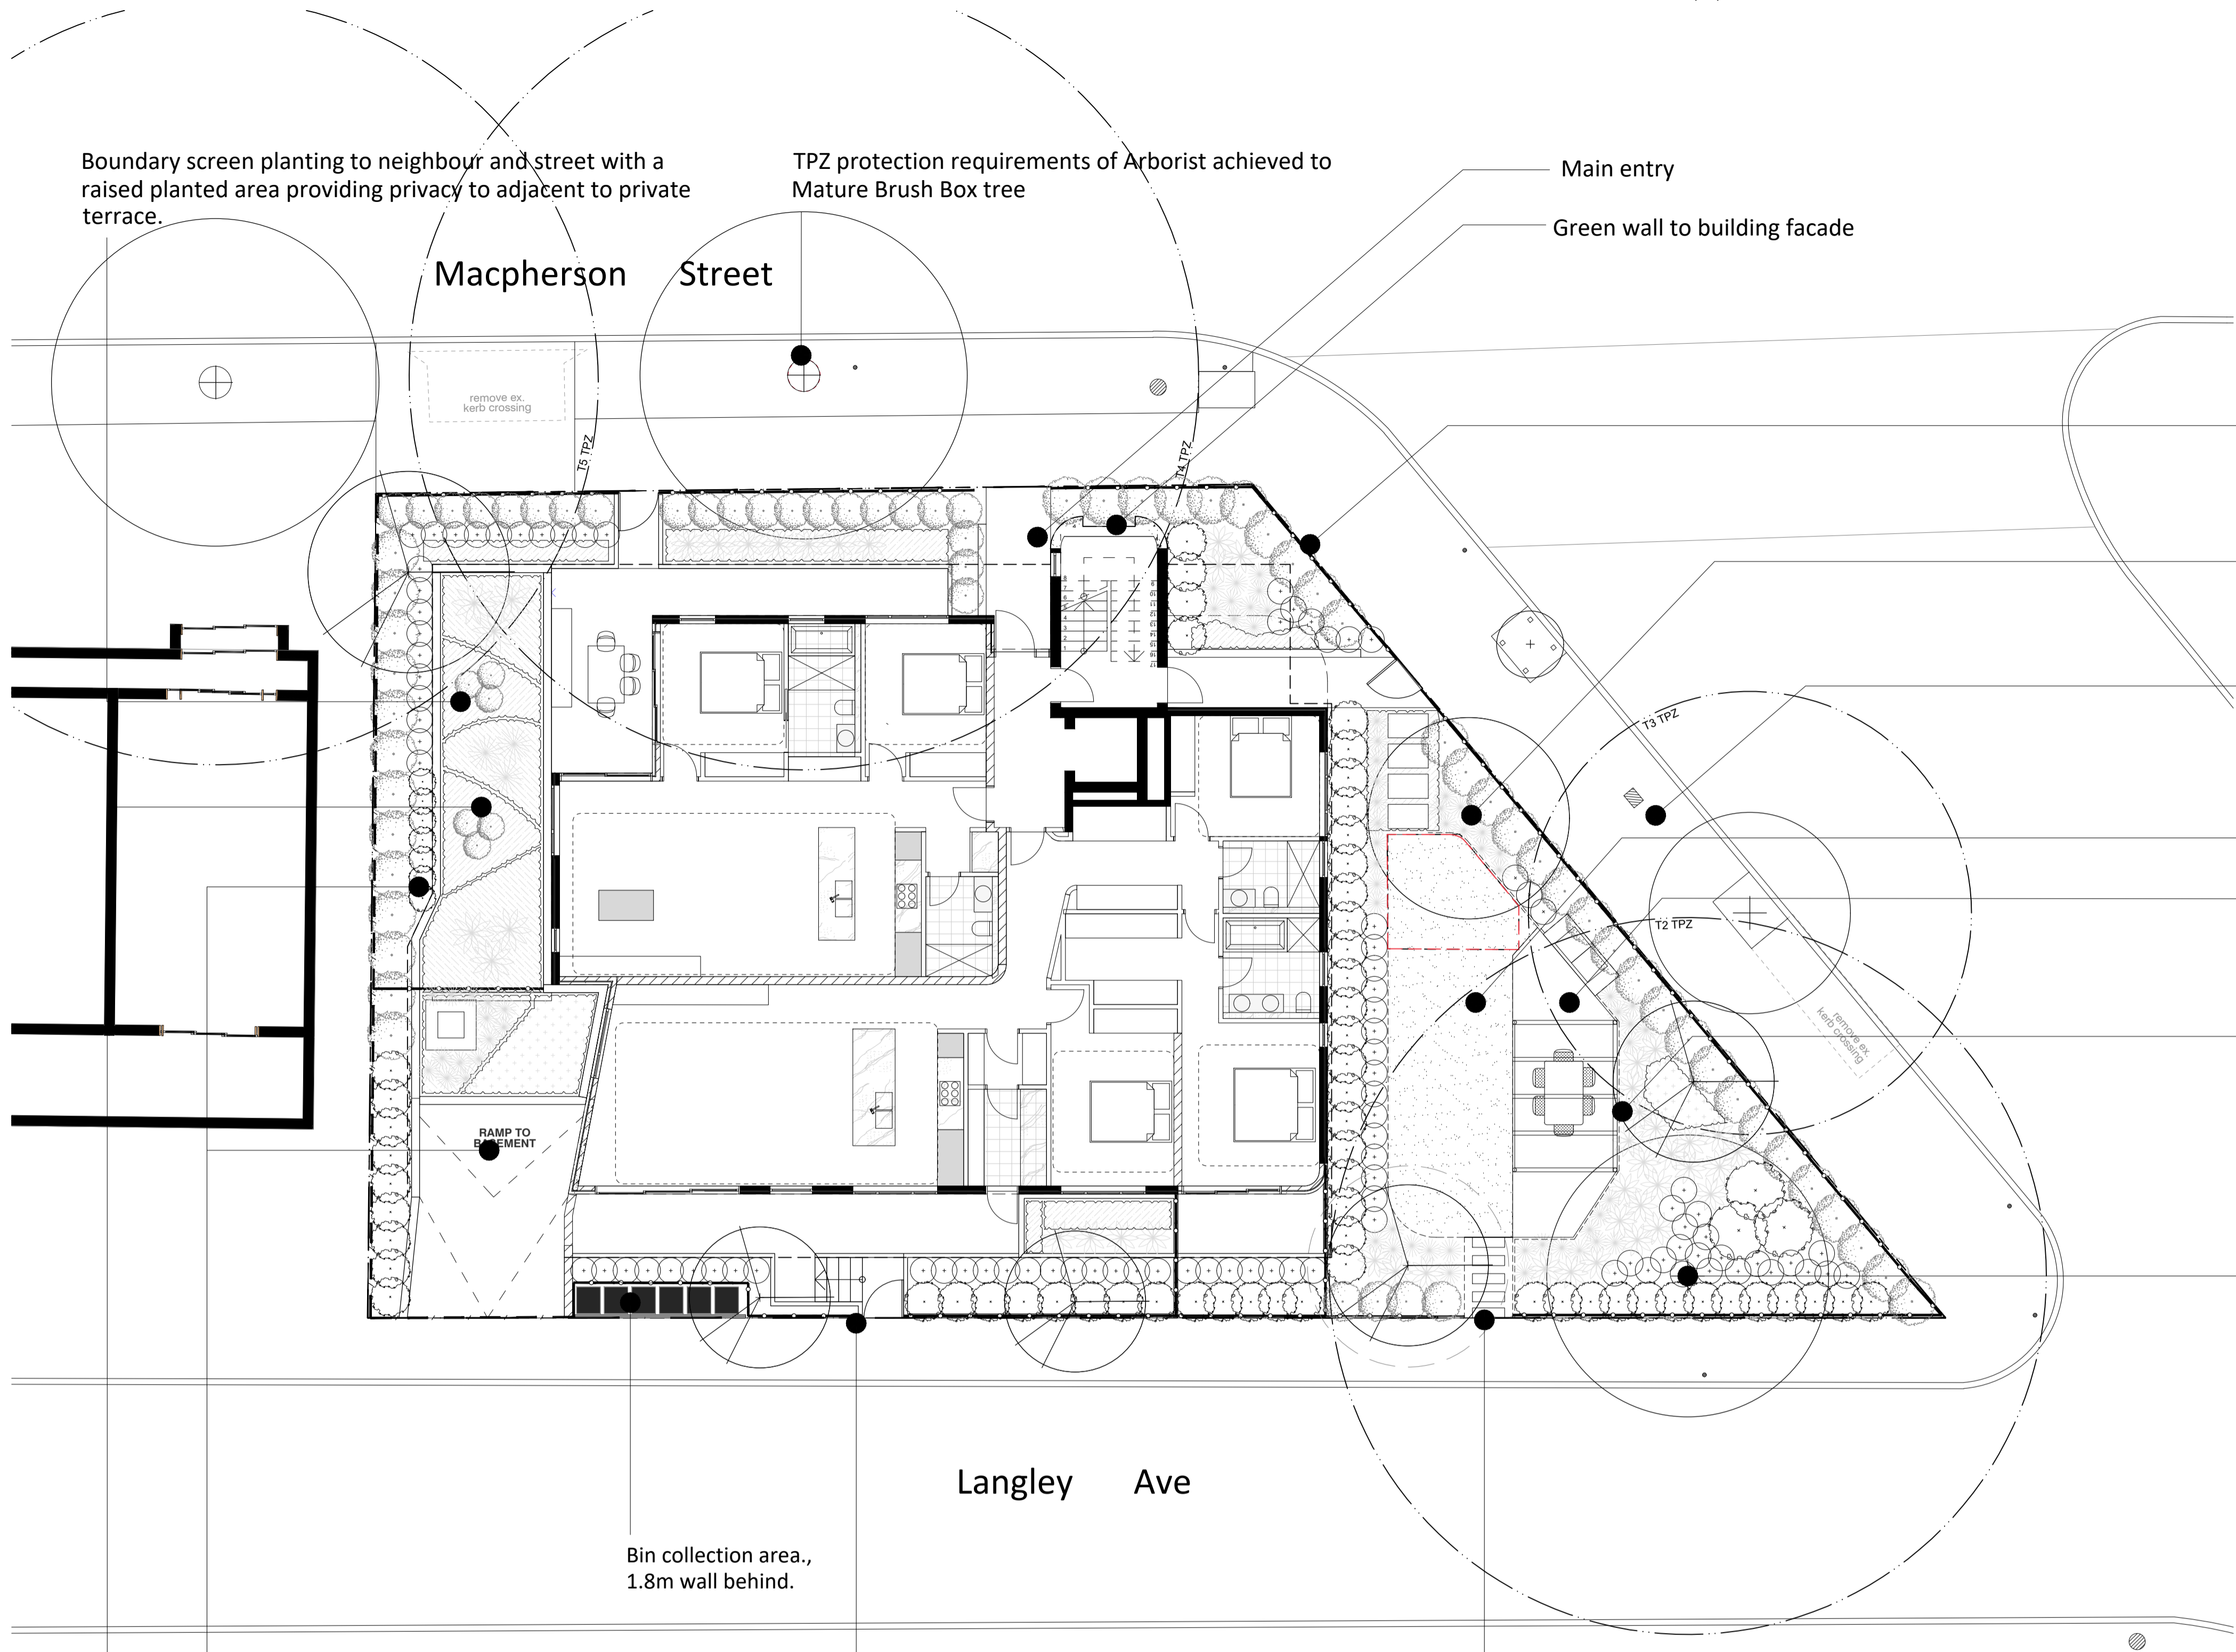 Boundary screen planting to neighbour and street with a
raised planted area providing privacy to adjacent to private
terrace.
TPZ protection requirements of Arborist achieved to
Mature Brush Box tree
Main entry
Green wall to building facade
Macpherson Street
remove ex.
kerb crossing
T5 TPZ
T4 TPZ
T3 TPZ
T2 TPZ
remove ex.
kerb crossing
RAMP TO
BASEMENT
Langley Ave
Bin collection area.,
1.8m wall behind.